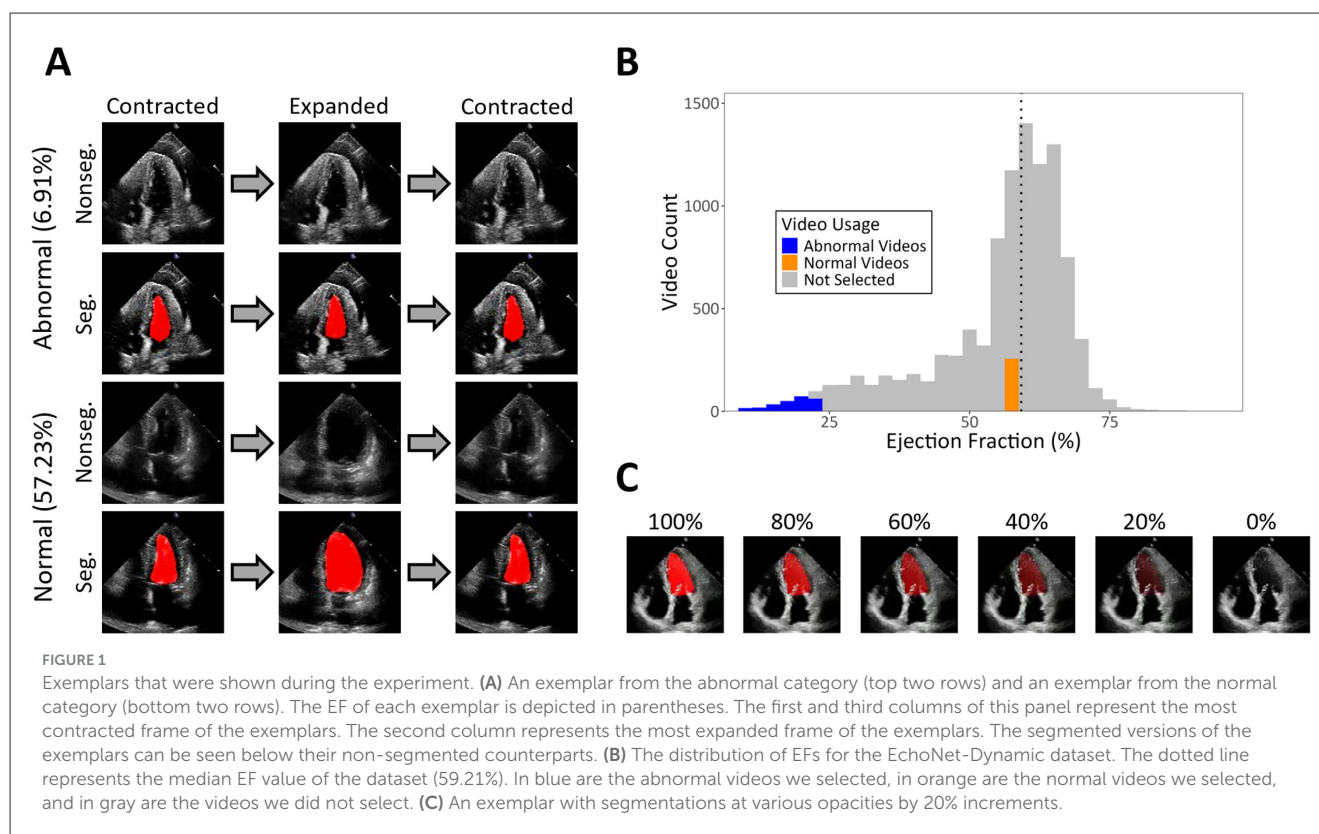 A
Contracted Expanded Contracted
Abnormal (6.91%)
Nonseg.
Seg.
Normal (57.23%)
Nonseg.
Seg.
B
1500
1000
500
0
Video Count
Video Usage
Abnormal Videos
Normal Videos
Not Selected
25 50 75
Ejection Fraction (%)
C
100% 80% 60% 40% 20% 0%
FIGURE 1
Exemplars that were shown during the experiment. (A) An exemplar from the abnormal category (top two rows) and an exemplar from the normal
category (bottom two rows). The EF of each exemplar is depicted in parentheses. The first and third columns of this panel represent the most
contracted frame of the exemplars. The second column represents the most expanded frame of the exemplars. The segmented versions of the
exemplars can be seen below their non-segmented counterparts. (B) The distribution of EFs for the EchoNet-Dynamic dataset. The dotted line
represents the median EF value of the dataset (59.21%). In blue are the abnormal videos we selected, in orange are the normal videos we selected,
and in gray are the videos we did not select. (C) An exemplar with segmentations at various opacities by 20% increments.